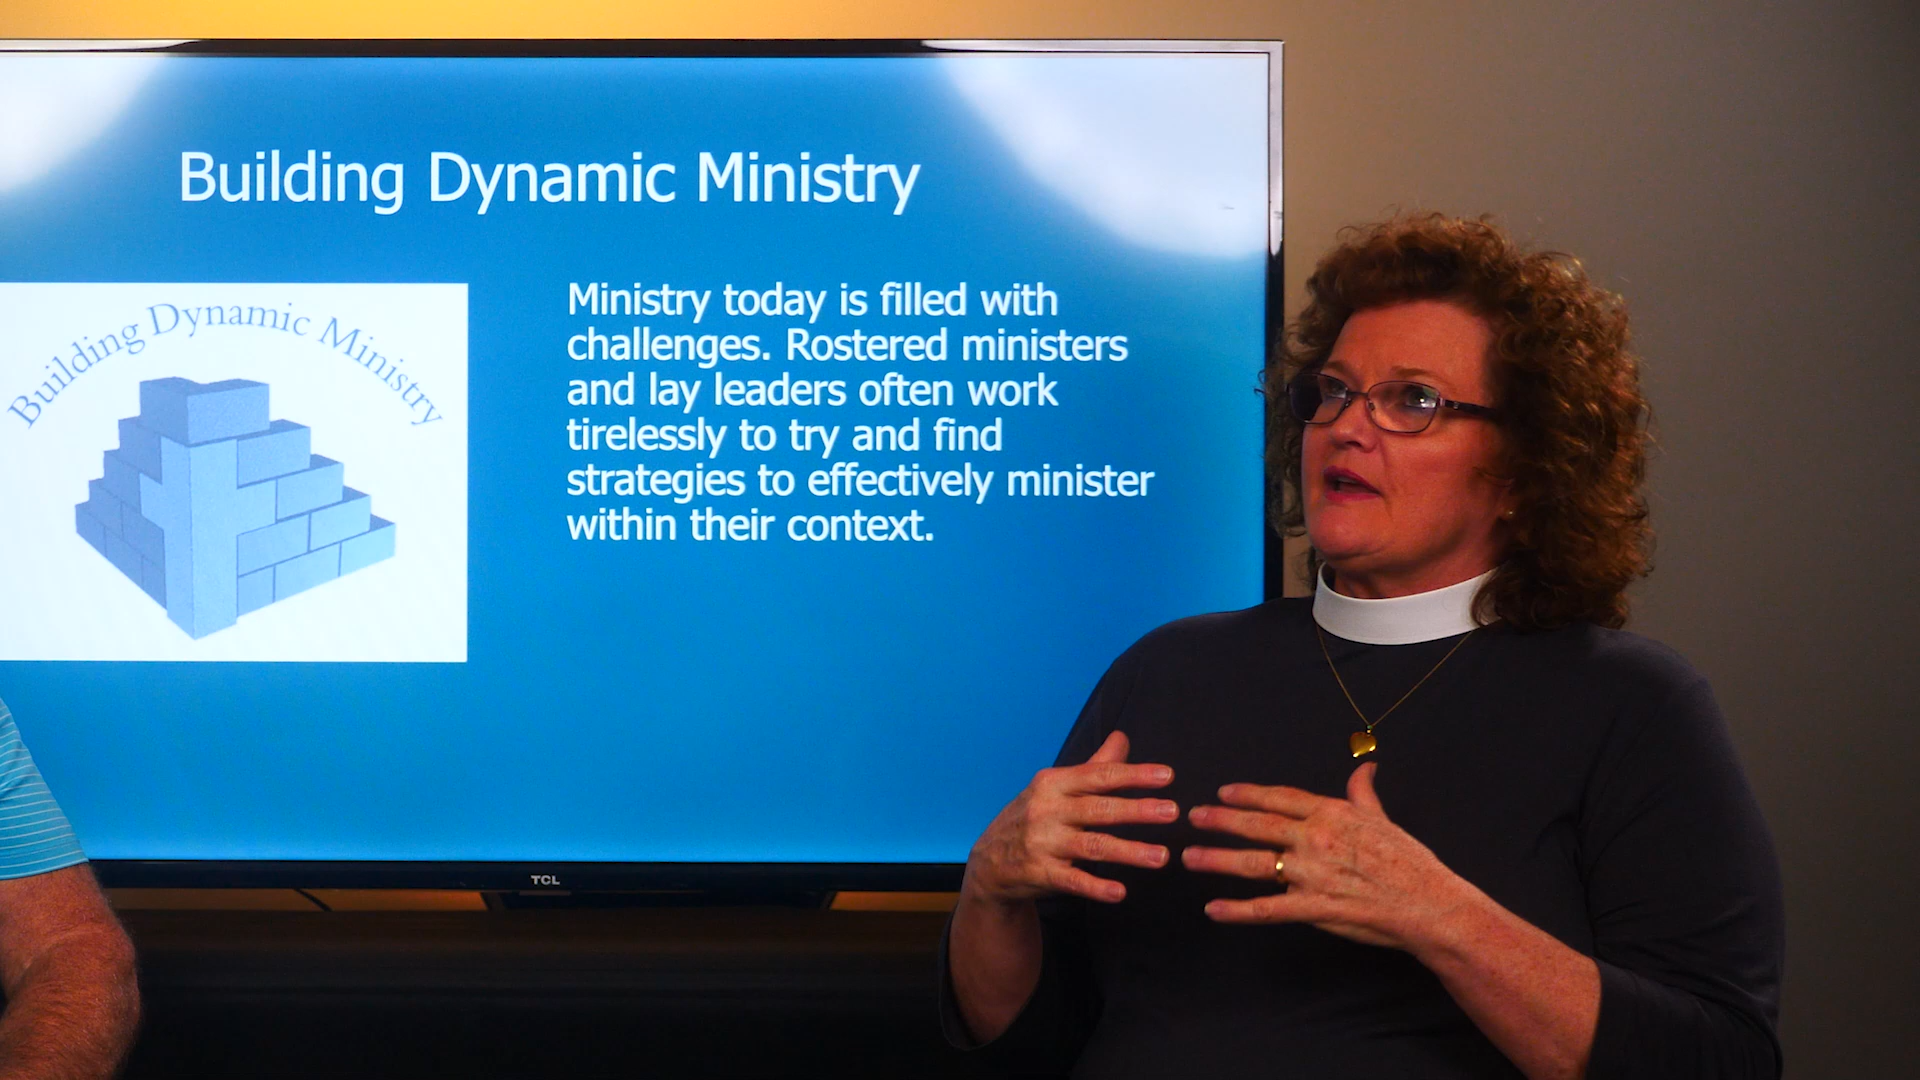 Building Dynamic Ministry
Building Dynamic Ministry
Ministry today is filled with
challenges. Rostered ministers
and lay leaders often work
tirelessly to try and find
strategies to effectively minister
within their context.
TCL